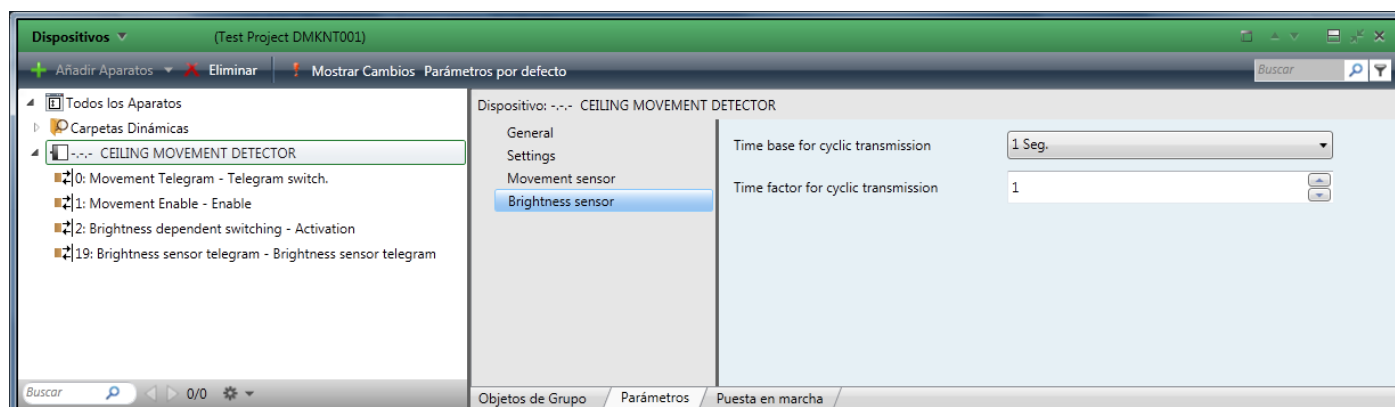 Dispositivos (Test Project DMKNT001)
Añadir Aparatos Eliminar Mostrar Cambios Parámetros por defecto Buscar
Todos los Aparatos
Carpetas Dinámicas
-.-.- CEILING MOVEMENT DETECTOR
0: Movement Telegram - Telegram switch.
1: Movement Enable - Enable
2: Brightness dependent switching - Activation
19: Brightness sensor telegram - Brightness sensor telegram
Buscar 0/0
Dispositivo: -.-.- CEILING MOVEMENT DETECTOR
General
Settings
Movement sensor
Brightness sensor
Time base for cyclic transmission 1 Seg.
Time factor for cyclic transmission 1
Objetos de Grupo Parámetros Puesta en marcha